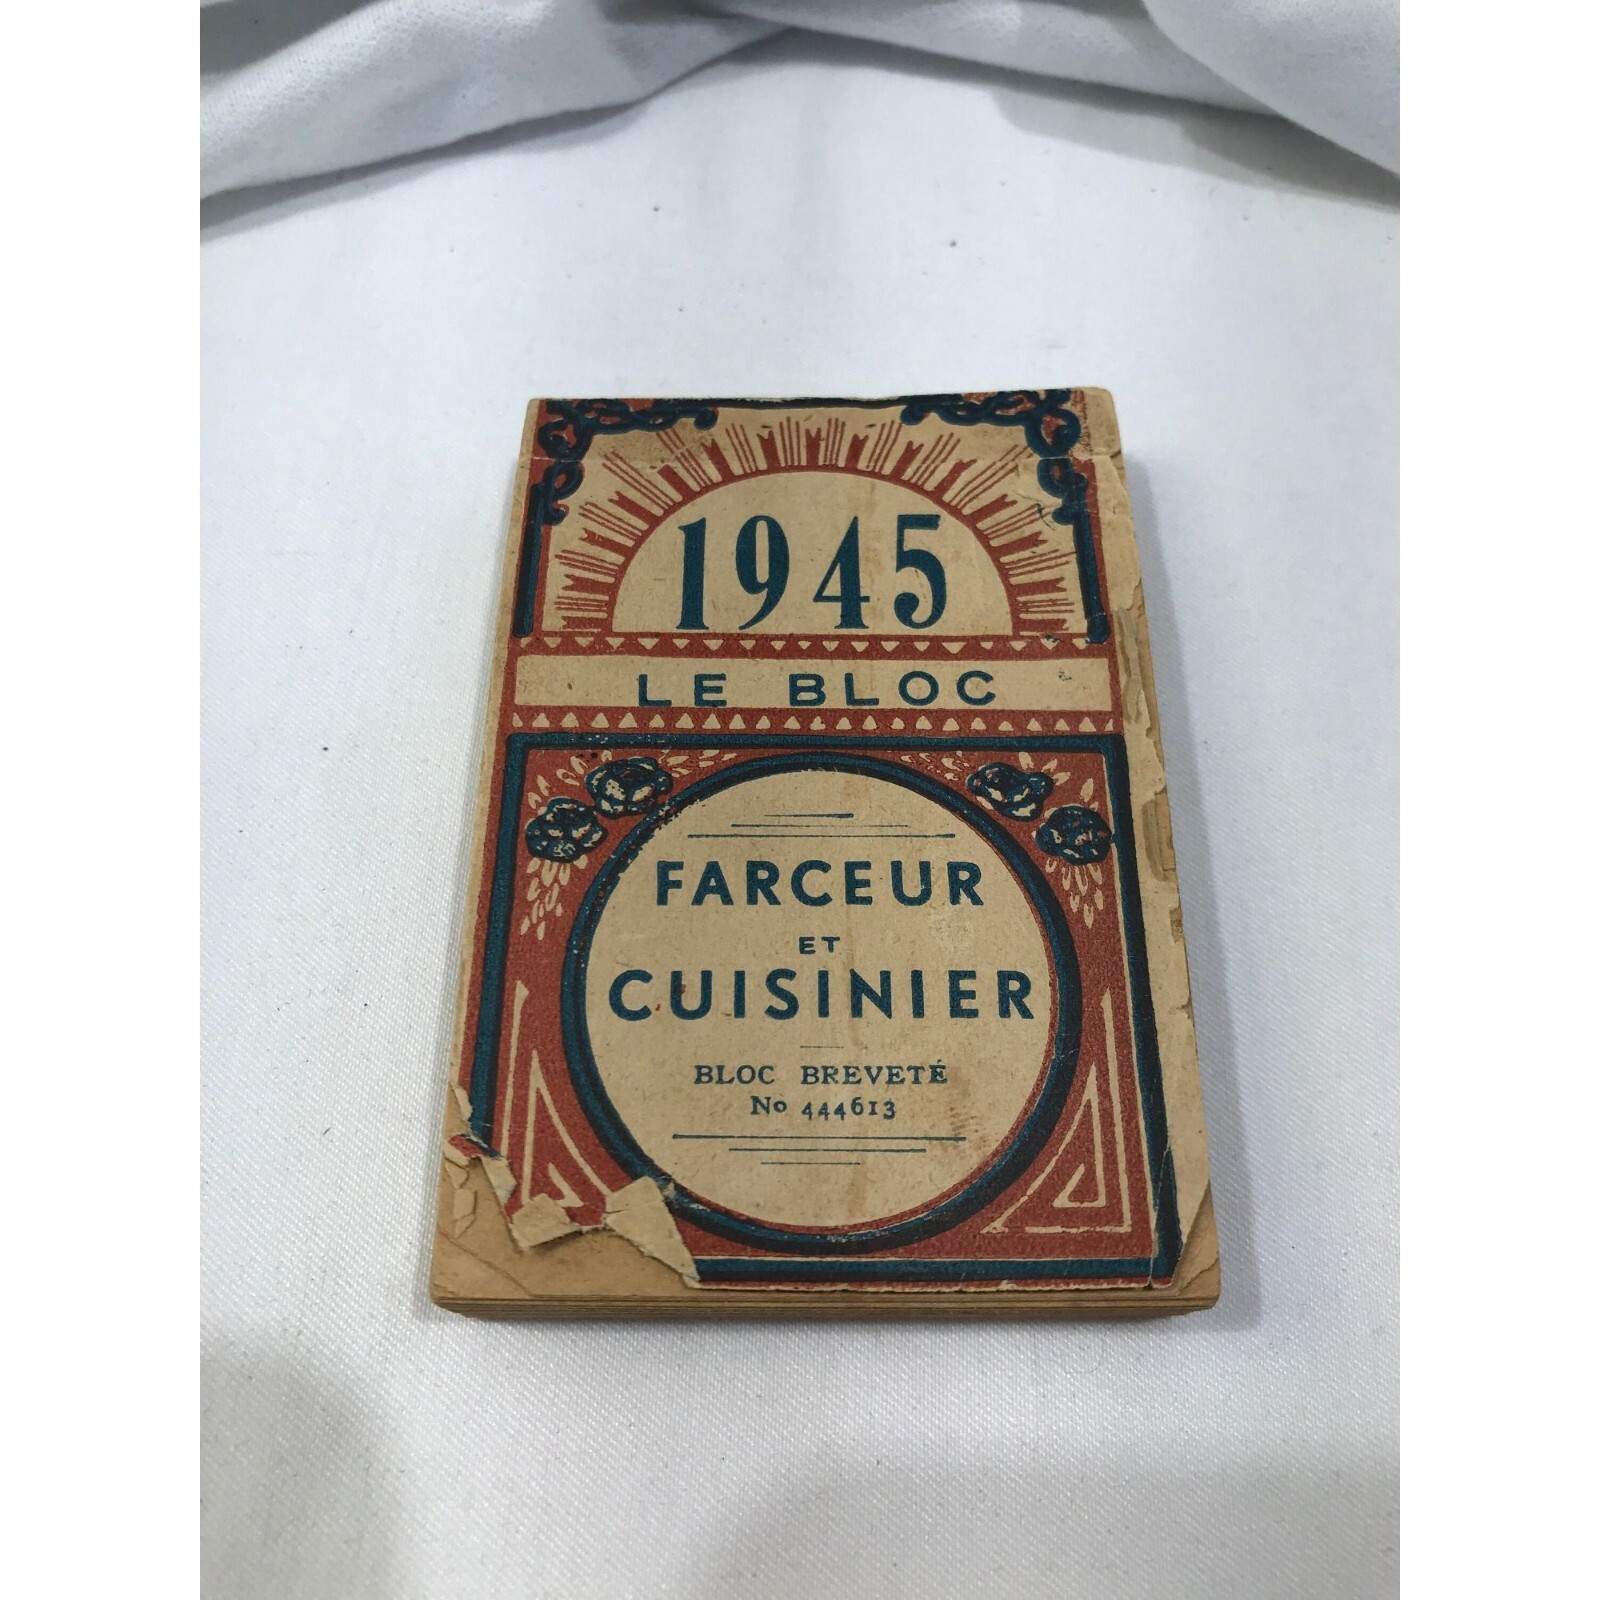 1945
LE BLOC
FARCEUR
ET
CUISINIER
BLOC BREVETÉ
No 444613